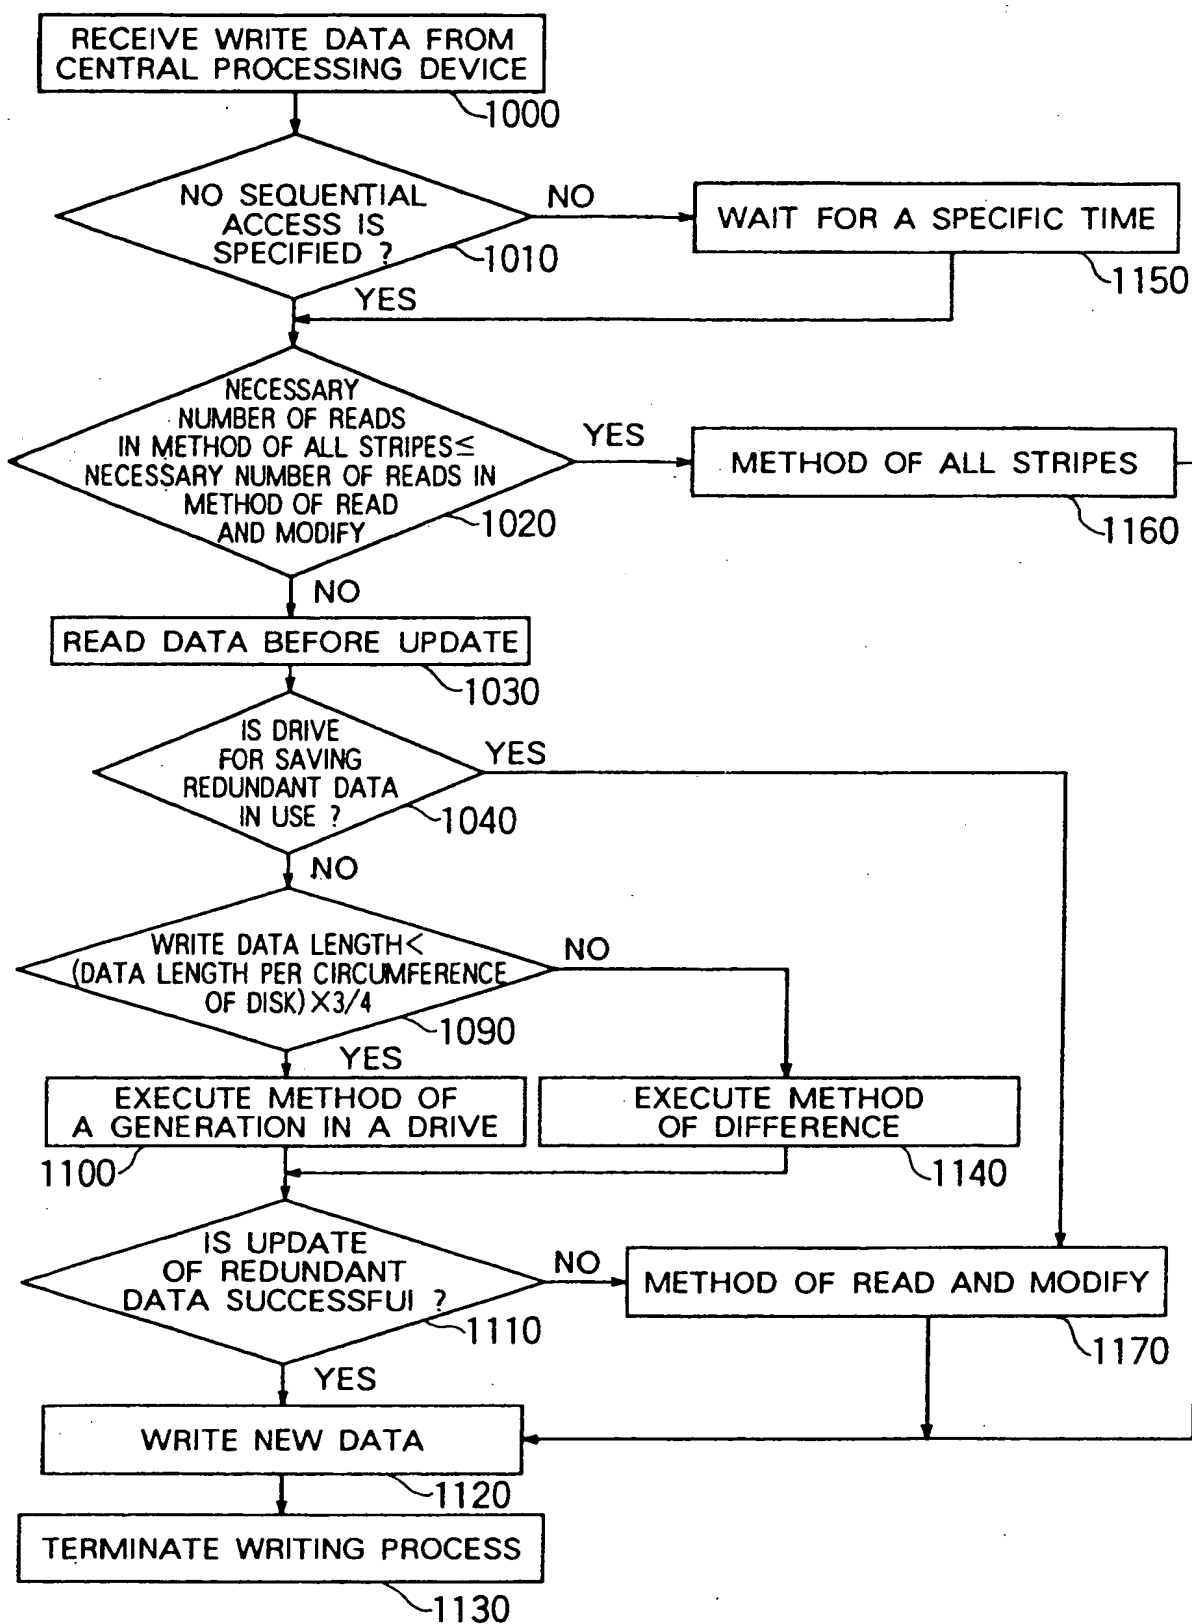 RECEIVE WRITE DATA FROM
CENTRAL PROCESSING DEVICE
1000
NO SEQUENTIAL
ACCESS IS
SPECIFIED ?
1010
NO
WAIT FOR A SPECIFIC TIME
1150
YES
NECESSARY
NUMBER OF READS
IN METHOD OF ALL STRIPES≤
NECESSARY NUMBER OF READS IN
METHOD OF READ
AND MODIFY
1020
YES
METHOD OF ALL STRIPES
1160
NO
READ DATA BEFORE UPDATE
1030
IS DRIVE
FOR SAVING
REDUNDANT DATA
IN USE ?
1040
YES
NO
WRITE DATA LENGTH<
(DATA LENGTH PER CIRCUMFERENCE
OF DISK)×3/4
1090
NO
YES
EXECUTE METHOD OF
A GENERATION IN A DRIVE
1100
EXECUTE METHOD
OF DIFFERENCE
1140
IS UPDATE
OF REDUNDANT
DATA SUCCESSFUI ?
1110
NO
METHOD OF READ AND MODIFY
1170
YES
WRITE NEW DATA
1120
TERMINATE WRITING PROCESS
1130